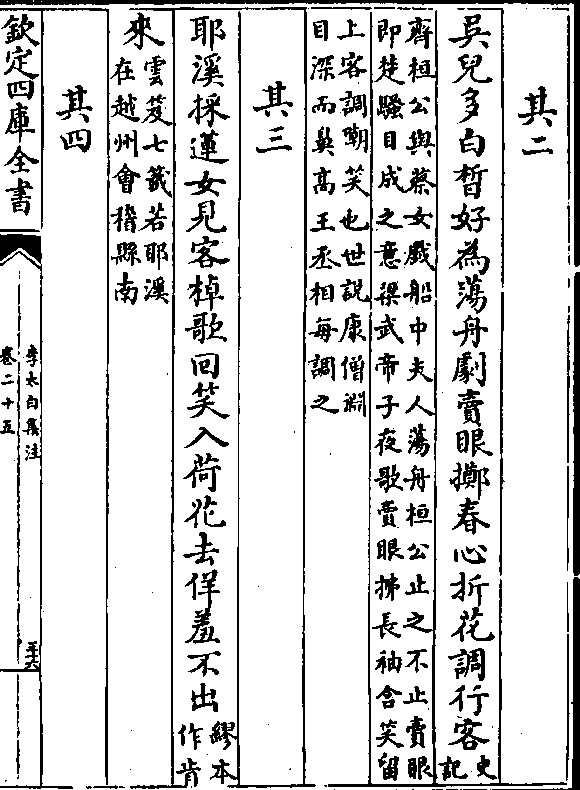 其二
吳兒多白皙好為蕩舟劇賣眼擲春心折花調行客史記
齊桓公與蔡女戲船中夫人蕩舟桓公止之不止賣眼
即楚騷目成之意梁武帝子夜歌賣眼拂長袖含笑留
上客調嘲笑也世說康僧淵
目深而鼻高王丞相每調之
其三
耶溪採蓮女見客棹歌回笑入荷花去佯羞不出繆本作肯
來雲笈七籤若耶溪在越州會稽縣南
其四
欽定四庫全書
李太白集注
卷二十五
三十六